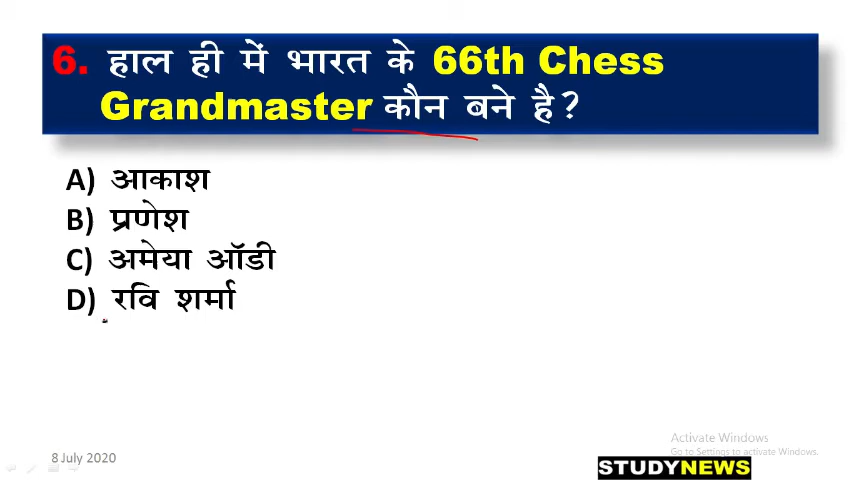 6. हाल ही में भारत के 66th Chess
Grandmaster कौन बने है?
A) आकाश
B) प्रणेश
C) अमेया ऑडी
D) रवि शर्मा
Activate Windows
Go to Settings to activate Windows.
8 July 2020
STUDYNEWS